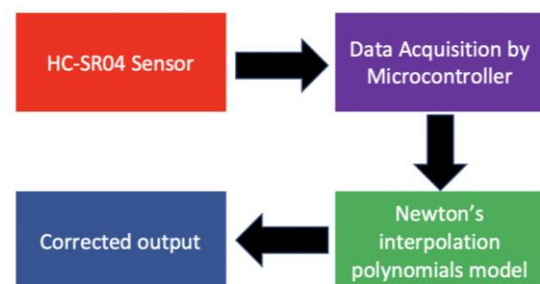 HC-SR04 Sensor
Data Acquisition by
Microcontroller
Newton’s
interpolation
polynomials model
Corrected output